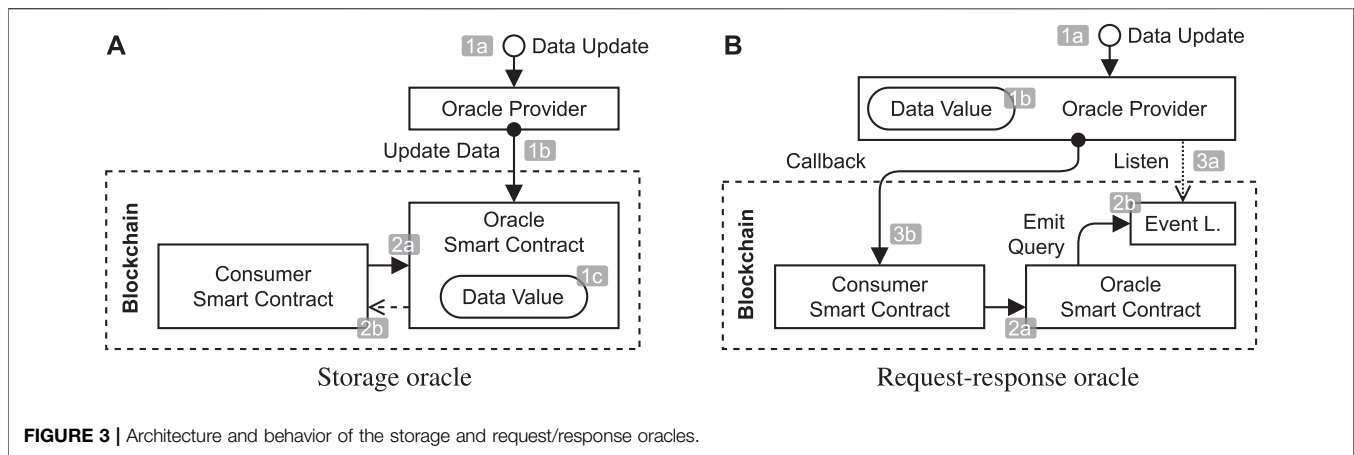 A
1a Data Update
Oracle Provider
Update Data 1b
Blockchain
Oracle
Smart Contract
2a
Consumer
Smart Contract
1c
Data Value
2b
Storage oracle
B
1a Data Update
Data Value 1b Oracle Provider
Callback
Listen 3a
Blockchain
2b
Event L.
Emit
Query
3b
Consumer
Smart Contract
Oracle
Smart Contract
2a
Request-response oracle
FIGURE 3 | Architecture and behavior of the storage and request/response oracles.